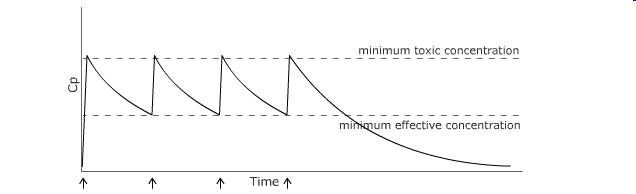 minimum toxic concentration
Cp
minimum effective concentration
Time